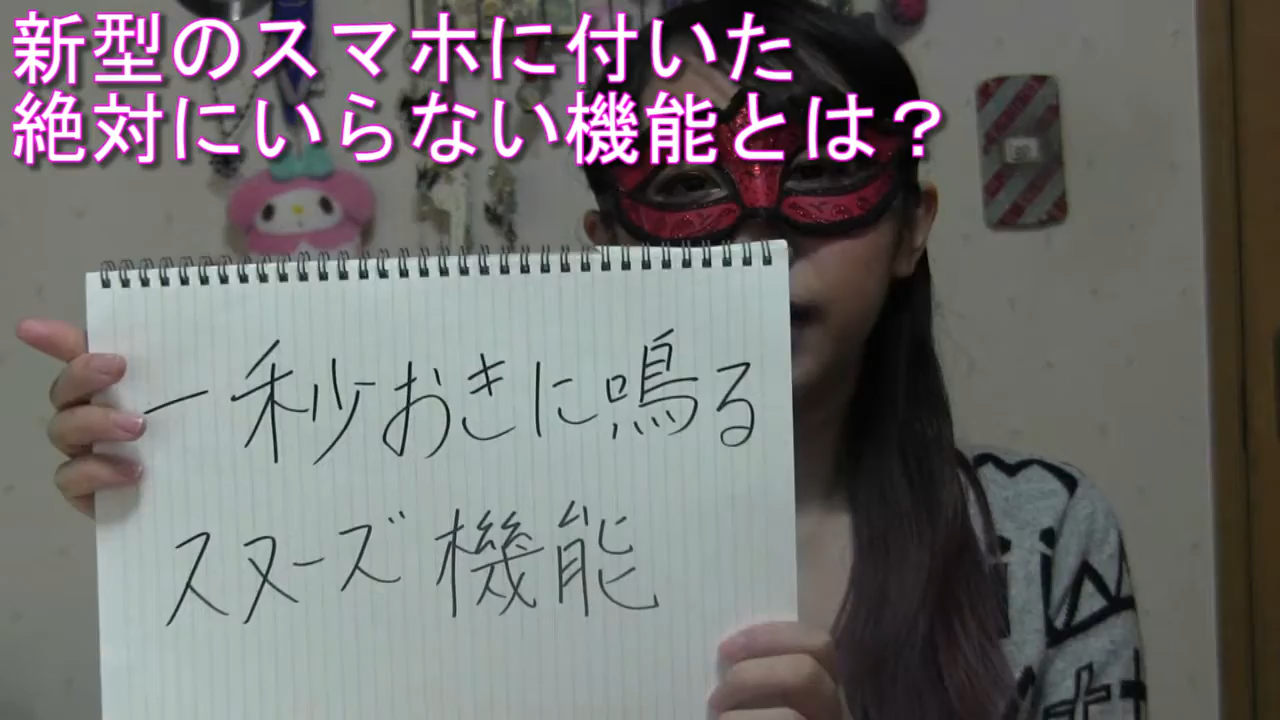 新型のスマホに付いた
絶対にいらない機能とは？
一秒おきに鳴る
スヌーズ機能